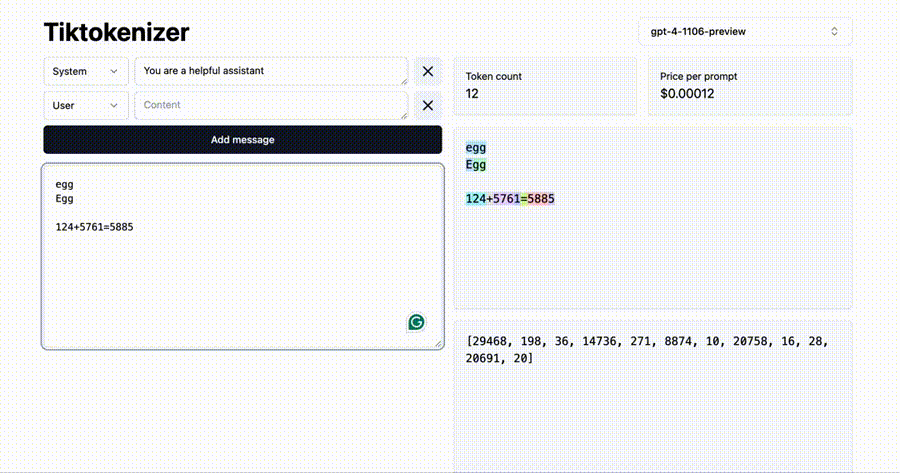 Tiktokenizer
gpt-4-1106-preview
System
You are a helpful assistant
User
Content
Add message
egg
Egg
124+5761=5885
Token count
12
Price per prompt
$0.00012
egg
Egg
124+5761=5885
[29468, 198, 36, 14736, 271, 8874, 10, 20758, 16, 28,
20691, 20]